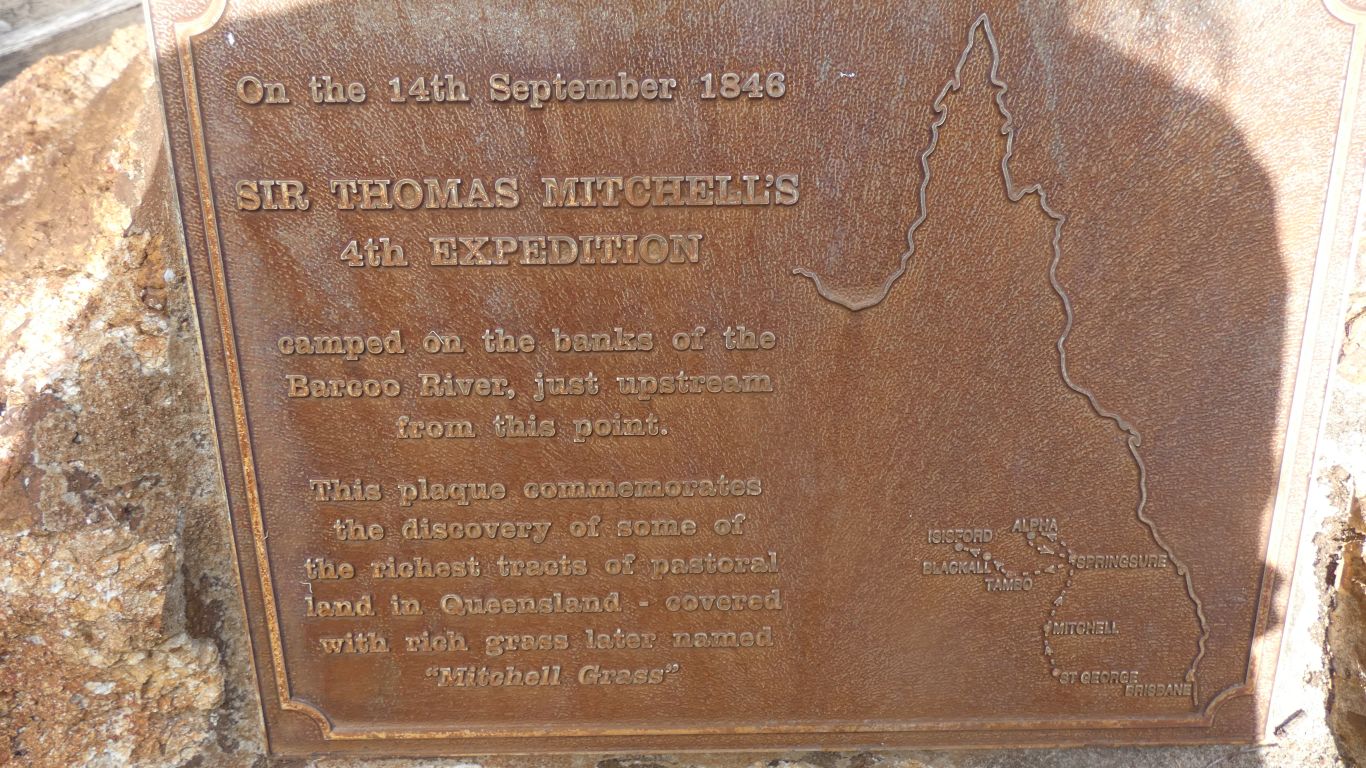 On the 14th September 1846
SIR THOMAS MITCHELL'S
4th EXPEDITION
camped on the banks of the
Barcoo River, just upstream
from this point.
This plaque commemorates
the discovery of some of
the richest tracts of pastoral
land in Queensland - covered
with rich grass later named
"Mitchell Grass"
ISISFORD
ALPHA
BLACKALL
SPRINGSURE
TAMBO
MITCHELL
ST GEORGE
BRISBANE